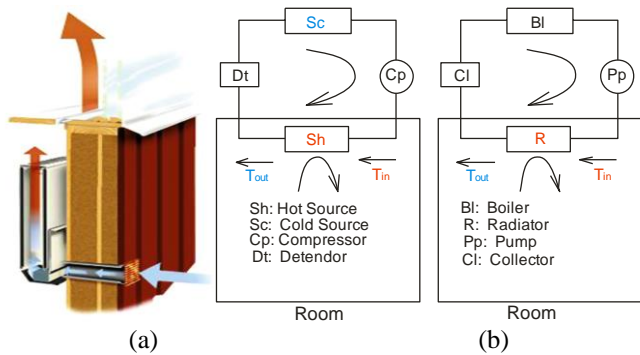 Sc
Dt
Cp
Sh
Tout
Tin
Sh: Hot Source
Sc: Cold Source
Cp: Compressor
Dt: Detendor
Room
Bl
Cl
Pp
R
Tout
Tin
Bl: Boiler
R: Radiator
Pp: Pump
Cl: Collector
Room
(a)
(b)